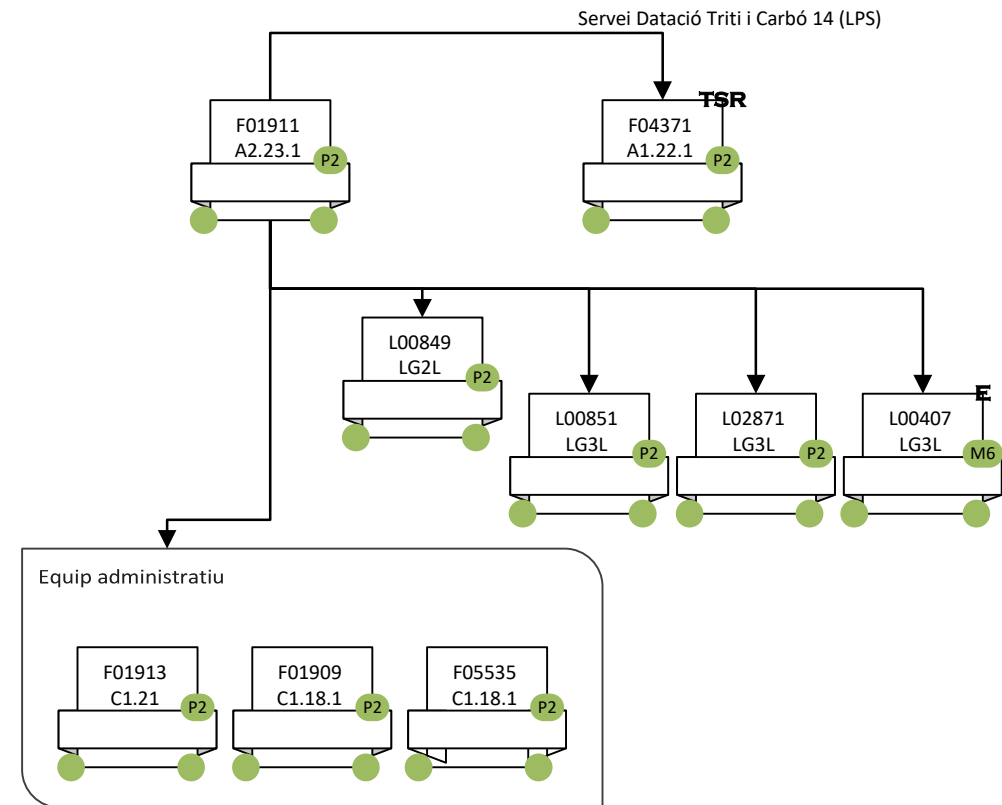 Servei Datació Triti i Carbó 14 (LPS)
TSR
F01911
A2.23.1
P2
F04371
A1.22.1
P2
L00849
LG2L
P2
E
L00851
LG3L
P2
L02871
LG3L
P2
L00407
LG3L
M6
Equip administratiu
F01913
C1.21
P2
F01909
C1.18.1
P2
F05535
C1.18.1
P2